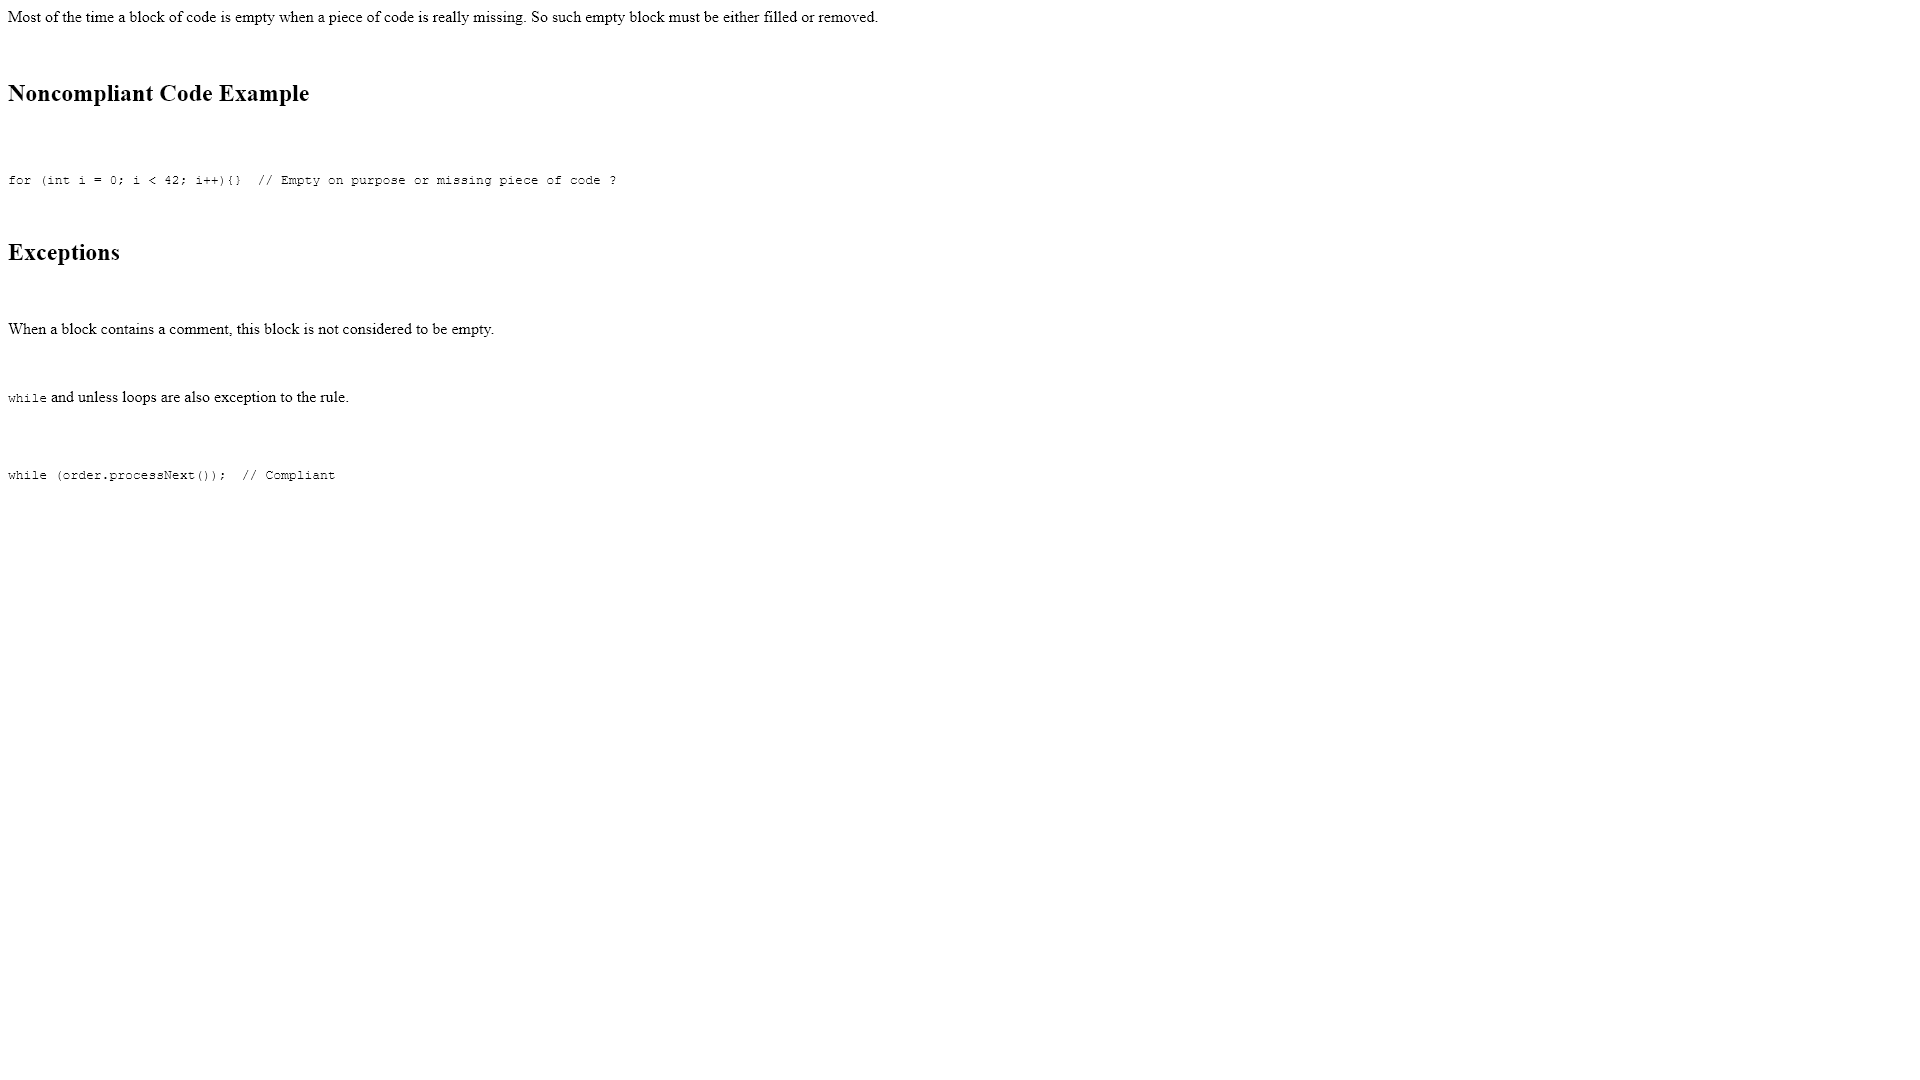 Most of the time a block of code is empty when a piece of code is really missing. So such empty block must be either filled or removed.
Noncompliant Code Example
for (int i = 0; i < 42; i++){}  // Empty on purpose or missing piece of code ?
Exceptions
When a block contains a comment, this block is not considered to be empty.
while and unless loops are also exception to the rule.
while (order.processNext());  // Compliant